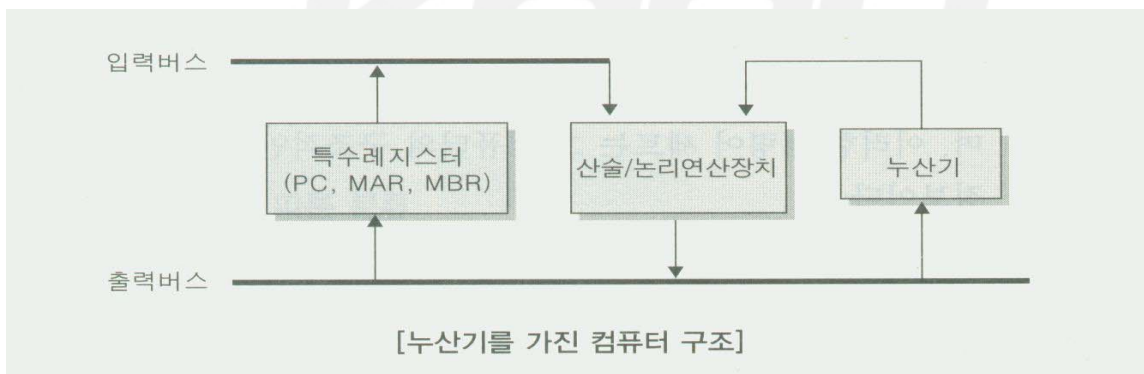 입력버스
특수레지스터
(PC, MAR, MBR)
산술/논리연산장치
누산기
출력버스
[누산기를 가진 컴퓨터 구조]